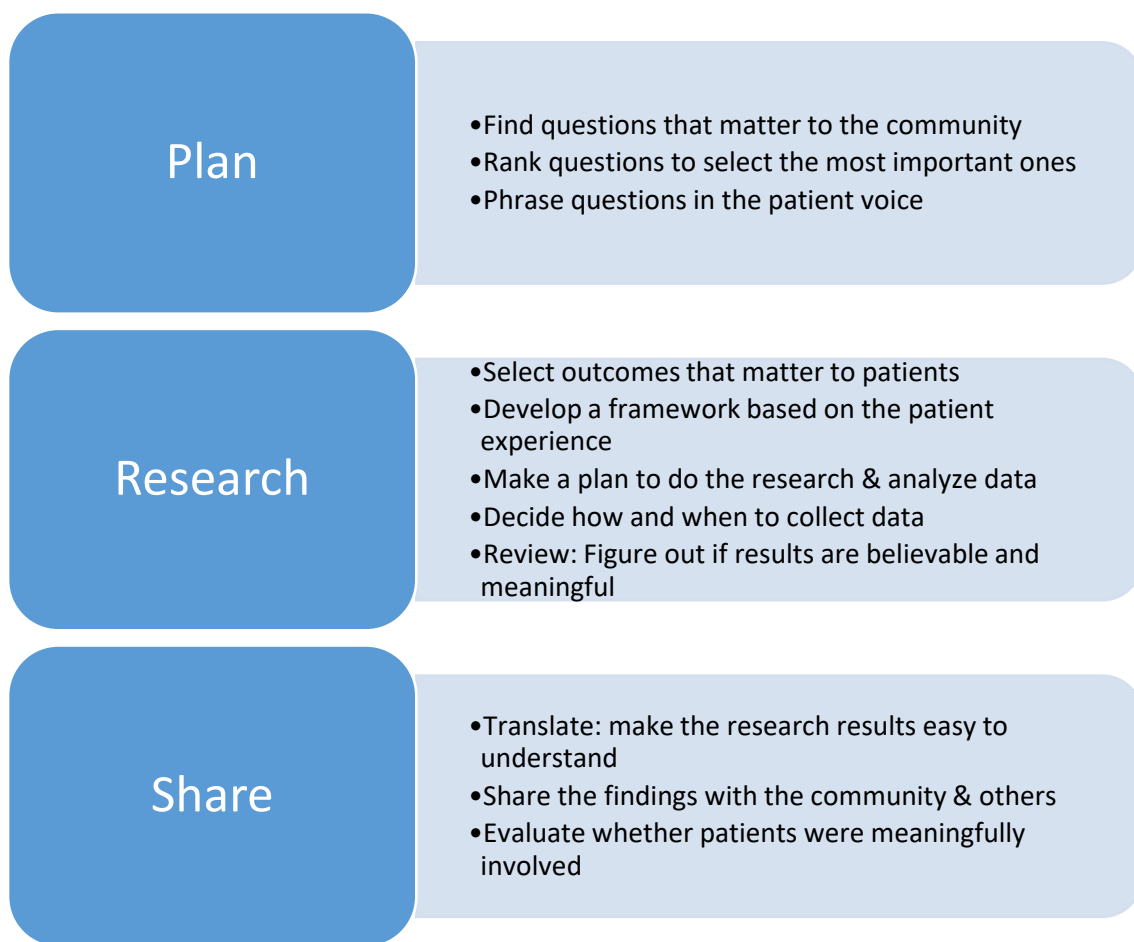 Plan
•Find questions that matter to the community
•Rank questions to select the most important ones
•Phrase questions in the patient voice
Research
•Select outcomes that matter to patients
•Develop a framework based on the patient
experience
•Make a plan to do the research & analyze data
•Decide how and when to collect data
•Review: Figure out if results are believable and
meaningful
Share
•Translate: make the research results easy to
understand
•Share the findings with the community & others
•Evaluate whether patients were meaningfully
involved